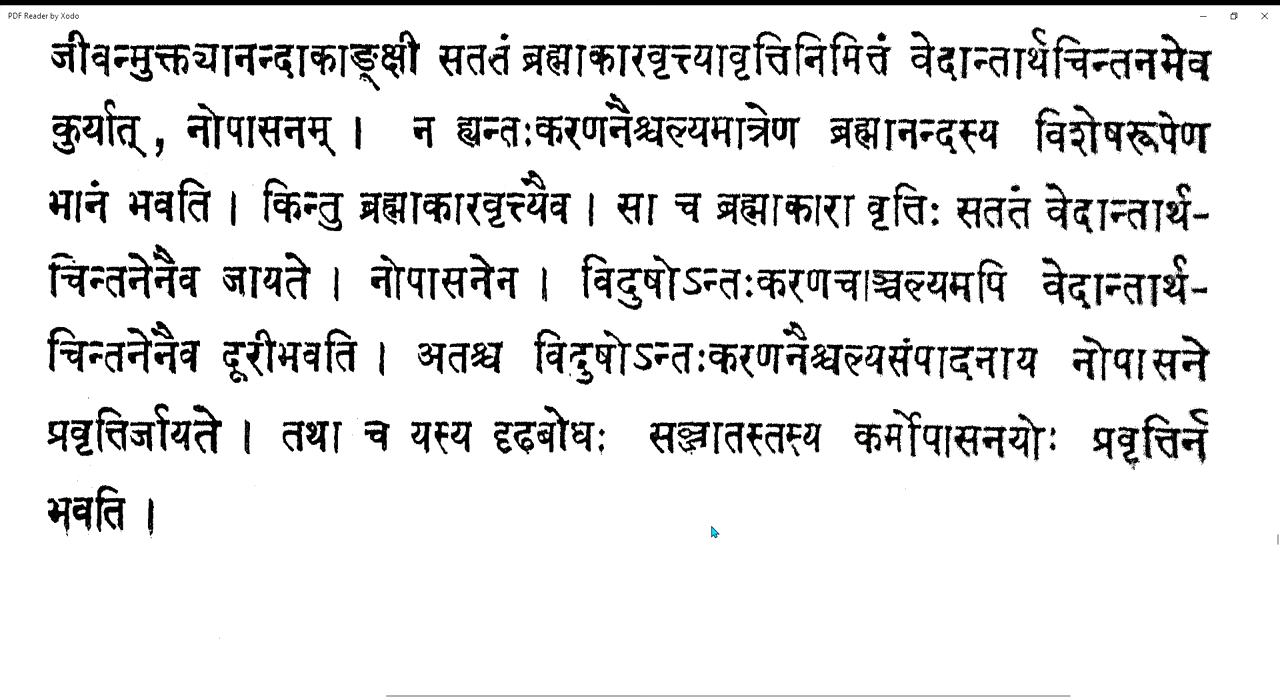 PDF Reader by Xodo
जीवन्मुक्त्यानन्दाकाङ्क्षी सततं ब्रह्माकारवृत्त्यावृत्तिनिमित्तं वेदान्तार्थचिन्तनमेव
कुर्यात् , नोपासनम् । न ह्यन्तःकरणनैश्चल्यमात्रेण ब्रह्मानन्दस्य विशेषरूपेण
भानं भवति । किन्तु ब्रह्माकारवृत्त्यैव । सा च ब्रह्माकारा वृत्तिः सततं वेदान्तार्थ-
चिन्तनेनैव जायते । नोपासनेन । विदुषोऽन्तःकरणचाञ्चल्यमपि वेदान्तार्थ-
चिन्तनेनैव दूरीभवति । अतश्च विदुषोऽन्तःकरणनैश्चल्यसंपादनाय नोपासने
प्रवृत्तिर्जायते । तथा च यस्य दृढबोधः सञ्जातस्तस्य कर्मोपासनयोः प्रवृत्तिर्न
भवति ।